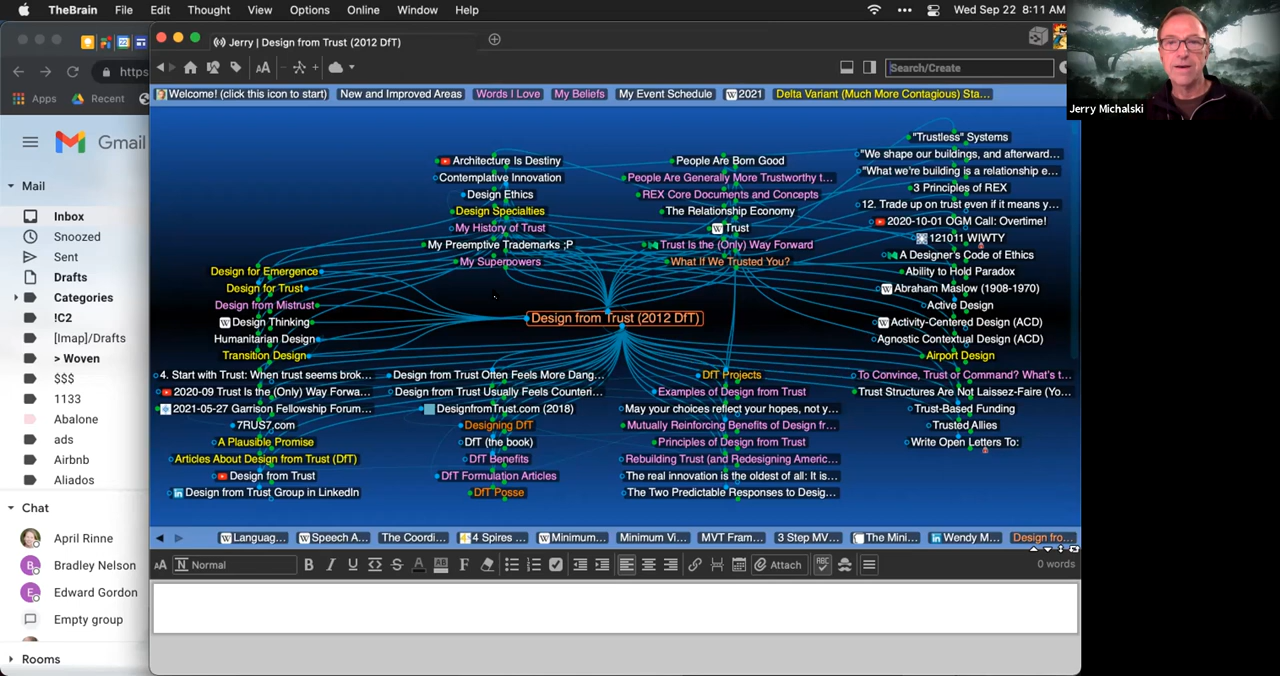 TheBrain File Edit Thought View Options Online Window Help
Wed Sep 22 8:11 AM
Jerry | Design from Trust (2012 DfT)
https
Apps Recent
Search/Create
Welcome! (click this icon to start) New and Improved Areas Words I Love My Beliefs My Event Schedule 2021 Delta Variant (Much More Contagious) Sta...
Jerry Michalski
Gmail
Mail
Inbox
Snoozed
Sent
Drafts
Categories
!C2
[Imap]/Drafts
> Woven
$$$
1133
Abalone
ads
Airbnb
Aliados
Chat
April Rinne
Bradley Nelson
Edward Gordon
Empty group
Rooms
Architecture Is Destiny
Contemplative Innovation
Design Ethics
Design Specialties
My History of Trust
My Preemptive Trademarks ;P
My Superpowers
People Are Born Good
People Are Generally More Trustworthy t...
REX Core Documents and Concepts
The Relationship Economy
Trust
Trust Is the (Only) Way Forward
What If We Trusted You?
Design for Emergence
Design for Trust
Design from Mistrust
Design Thinking
Humanitarian Design
Transition Design
Design from Trust (2012 DfT)
"Trustless" Systems
"We shape our buildings, and afterward...
"What we're building is a relationship e...
3 Principles of REX
12. Trade up on trust even if it means y...
2020-10-01 OGM Call: Overtime!
121011 WIWTY
A Designer's Code of Ethics
Ability to Hold Paradox
Abraham Maslow (1908-1970)
Active Design
Activity-Centered Design (ACD)
Agnostic Contextual Design (ACD)
Airport Design
4. Start with Trust: When trust seems brok...
2020-09 Trust Is the (Only) Way Forwa...
2021-05-27 Garrison Fellowship Forum...
7RUS7.com
A Plausible Promise
Articles About Design from Trust (DfT)
Design from Trust
Design from Trust Group in LinkedIn
Design from Trust Often Feels More Dang...
Design from Trust Usually Feels Counteri...
DesignfromTrust.com (2018)
Designing DfT
DfT (the book)
DfT Benefits
DfT Formulation Articles
DfT Posse
DfT Projects
Examples of Design from Trust
May your choices reflect your hopes, not y...
Mutually Reinforcing Benefits of Design fr...
Principles of Design from Trust
Rebuilding Trust (and Redesigning Americ...
The real innovation is the oldest of all: It is...
The Two Predictable Responses to Desig...
To Convince, Trust or Command? What's t...
Trust Structures Are Not Laissez-Faire (Yo...
Trust-Based Funding
Trusted Allies
Write Open Letters To:
Languag... Speech A... The Coordi... 4 Spires ... Minimum... Minimum Vi... MVT Fram... 3 Step MV... The Mini... Wendy M... Design fro...
Normal
Attach
0 words